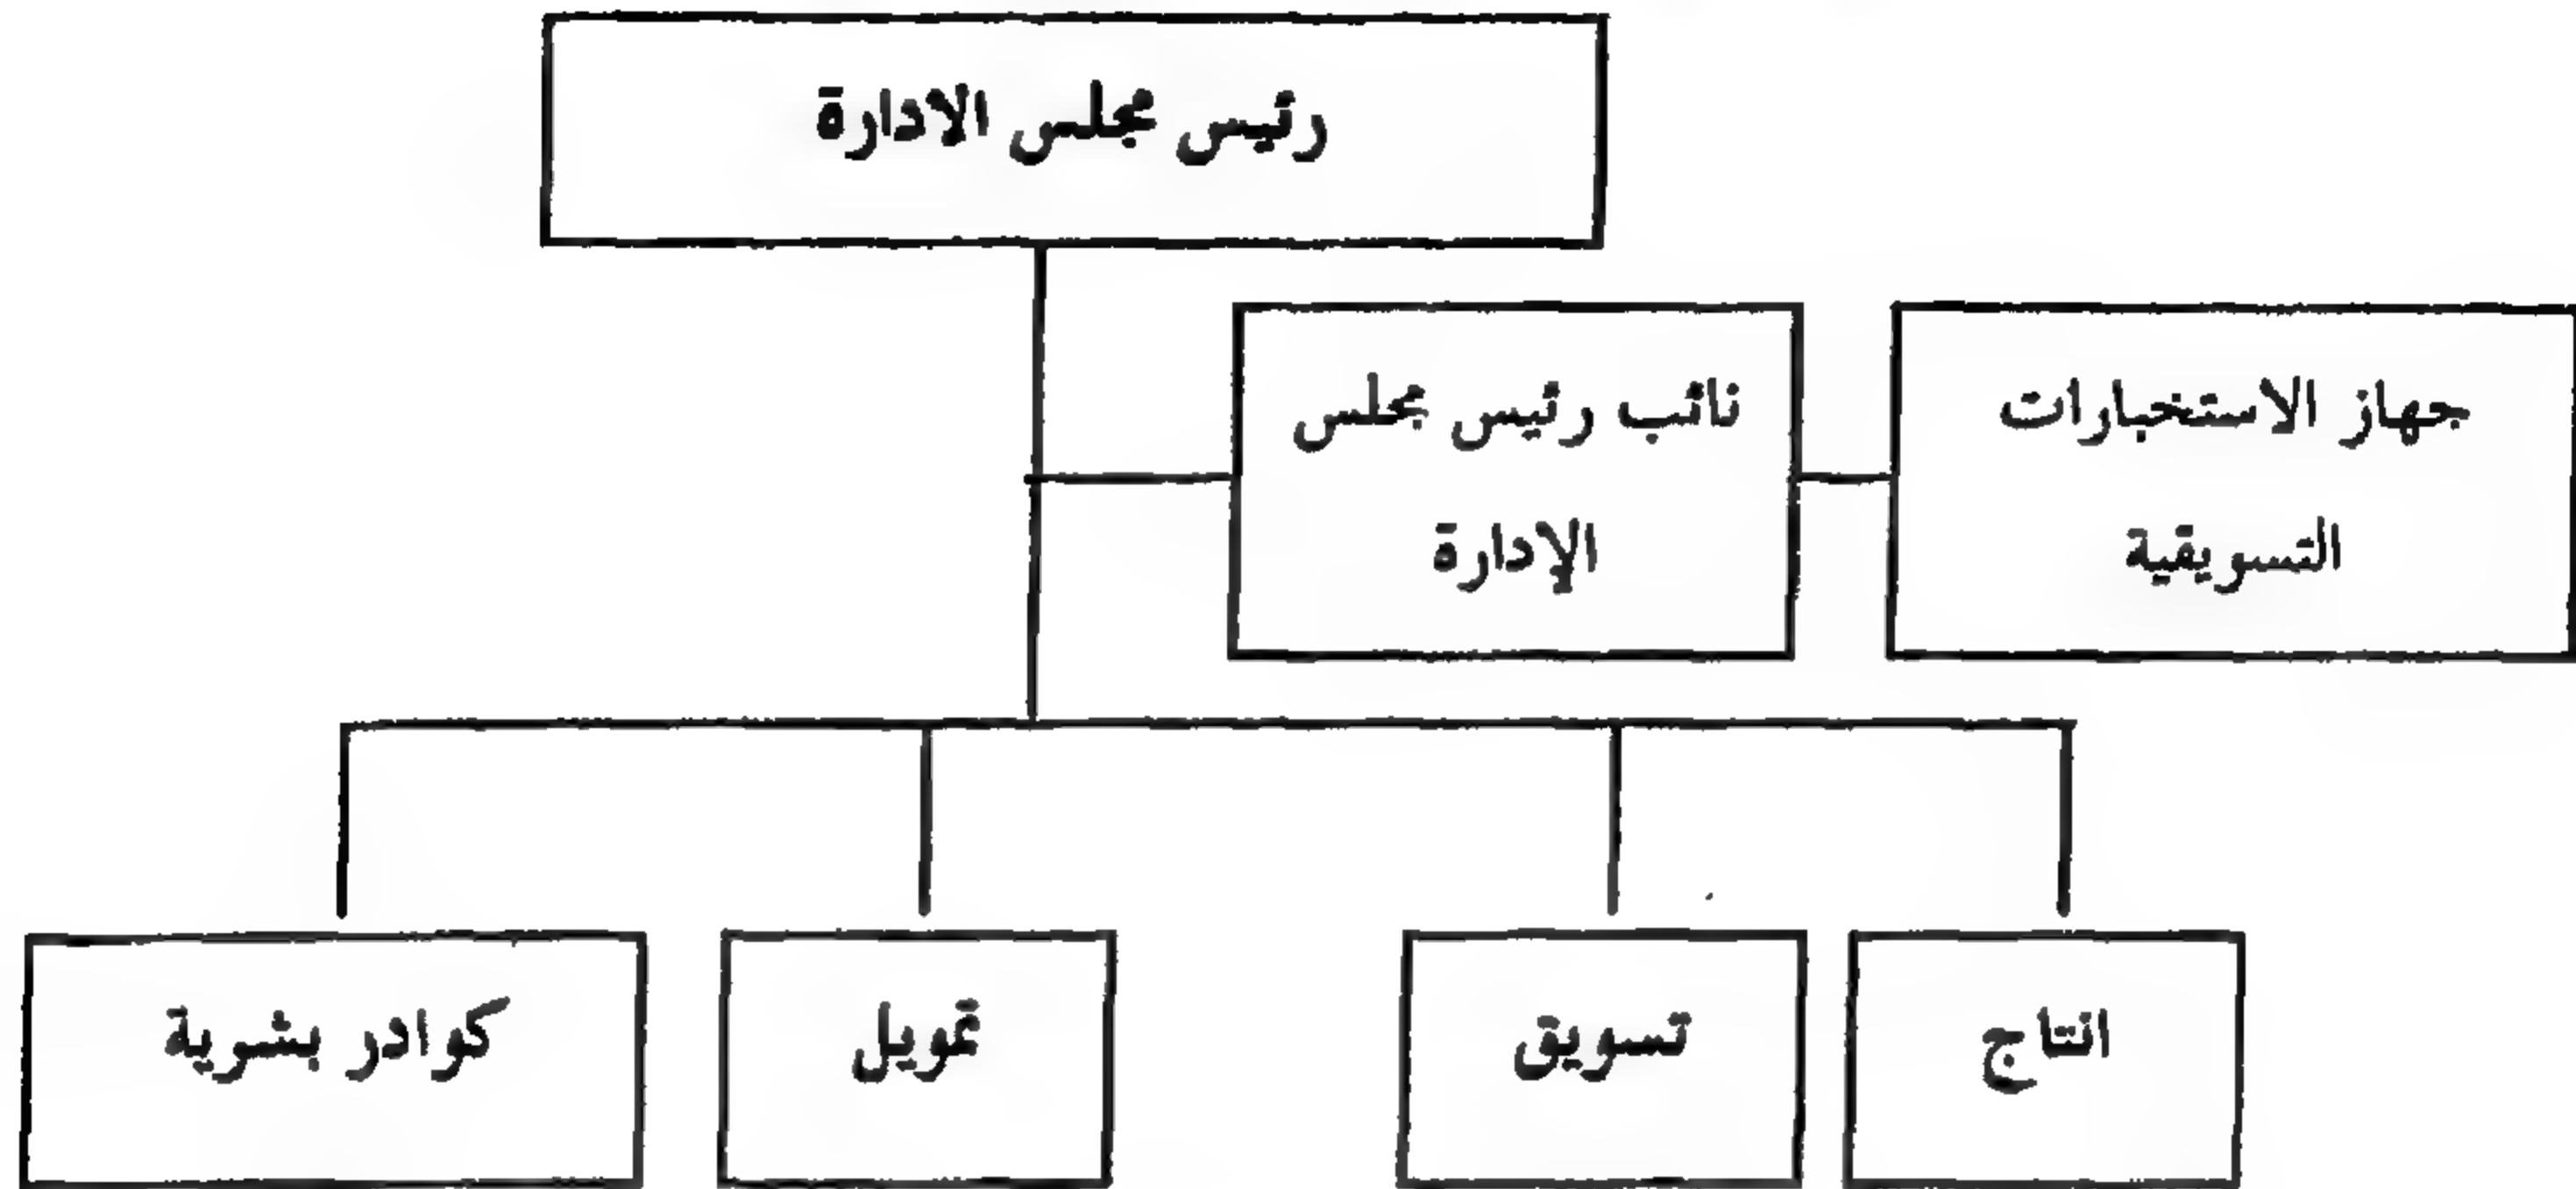 رئيس مجلس الادارة
جهاز الاستخبارات
التسويقية
نائب رئيس مجلس
الإدارة
انتاج
تسويق
تمويل
كوادر بشرية